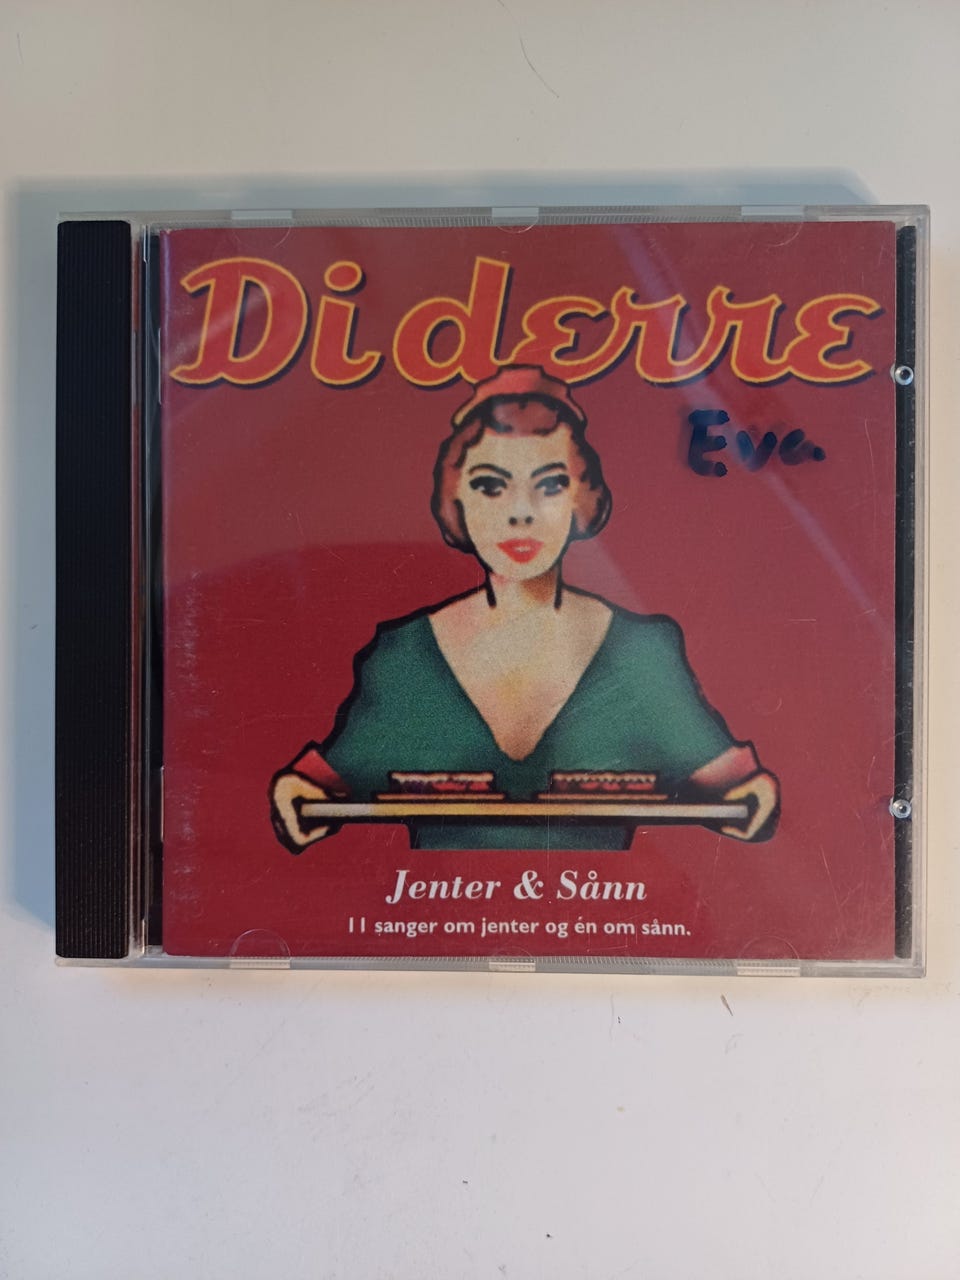 Di derre
Eva
Jenter & Sånn
11 sanger om jenter og én om sånn.